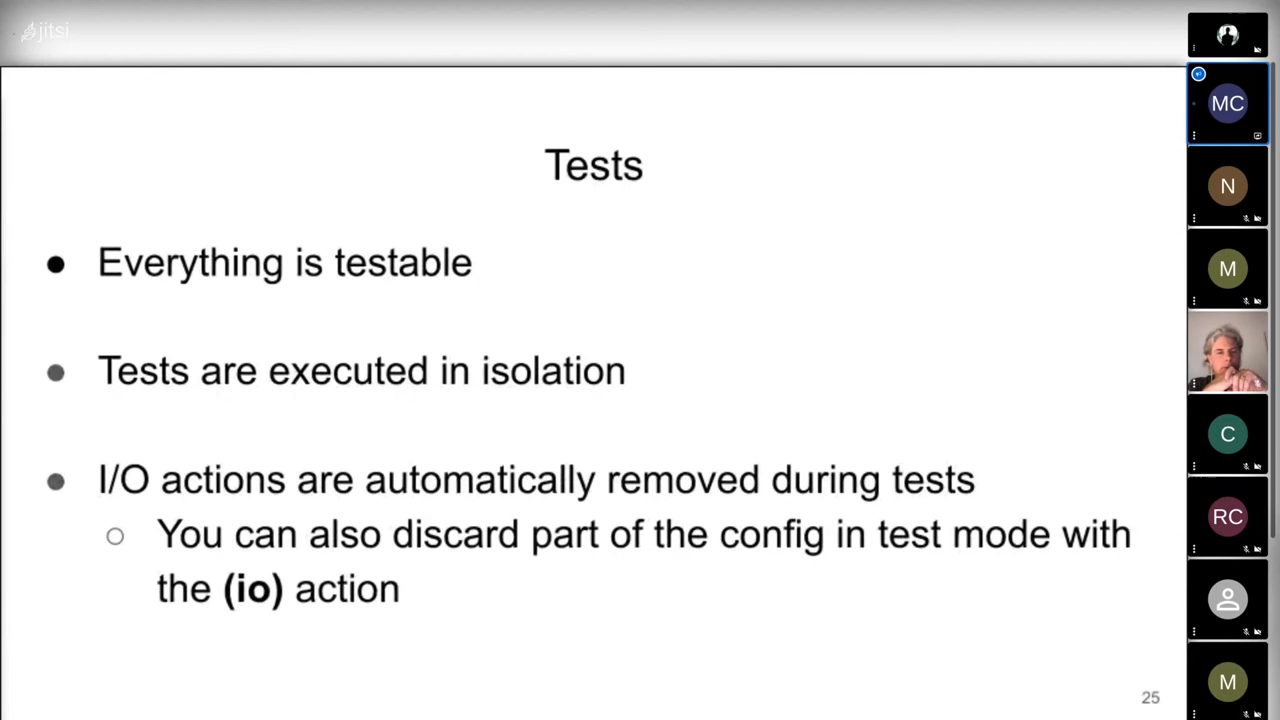 jitsi
Tests
● Everything is testable
● Tests are executed in isolation
● I/O actions are automatically removed during tests
○ You can also discard part of the config in test mode with
the (io) action
25
MC
N
M
C
RC
M